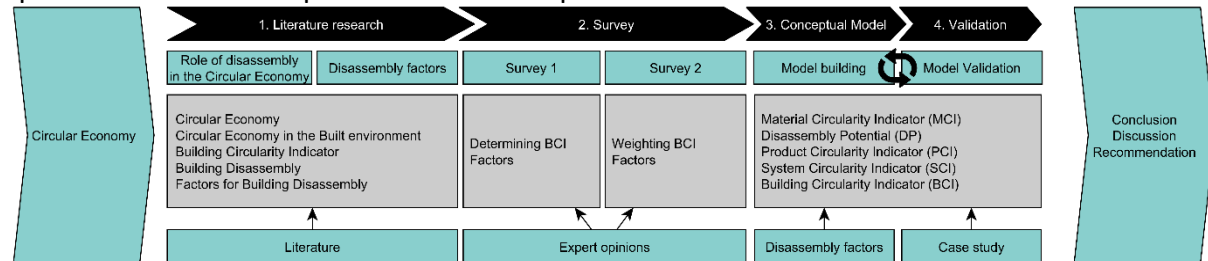 Circular Economy
1. Literature research
2. Survey
3. Conceptual Model
4. Validation
Role of disassembly
in the Circular Economy
Disassembly factors
Survey 1
Survey 2
Model building
Model Validation
Circular Economy
Circular Economy in the Built environment
Building Circularity Indicator
Building Disassembly
Factors for Building Disassembly
Determining BCI
Factors
Weighting BCI
Factors
Material Circularity Indicator (MCI)
Disassembly Potential (DP)
Product Circularity Indicator (PCI)
System Circularity Indicator (SCI)
Building Circularity Indicator (BCI)
Literature
Expert opinions
Disassembly factors
Case study
Conclusion
Discussion
Recommendation